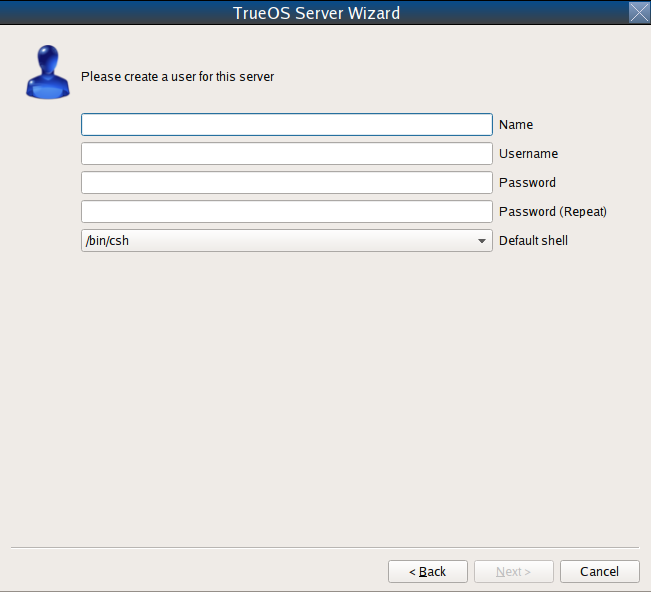 TrueOS Server Wizard
Please create a user for this server
Name
Username
Password
Password (Repeat)
/bin/csh Default shell
< Back Next > Cancel